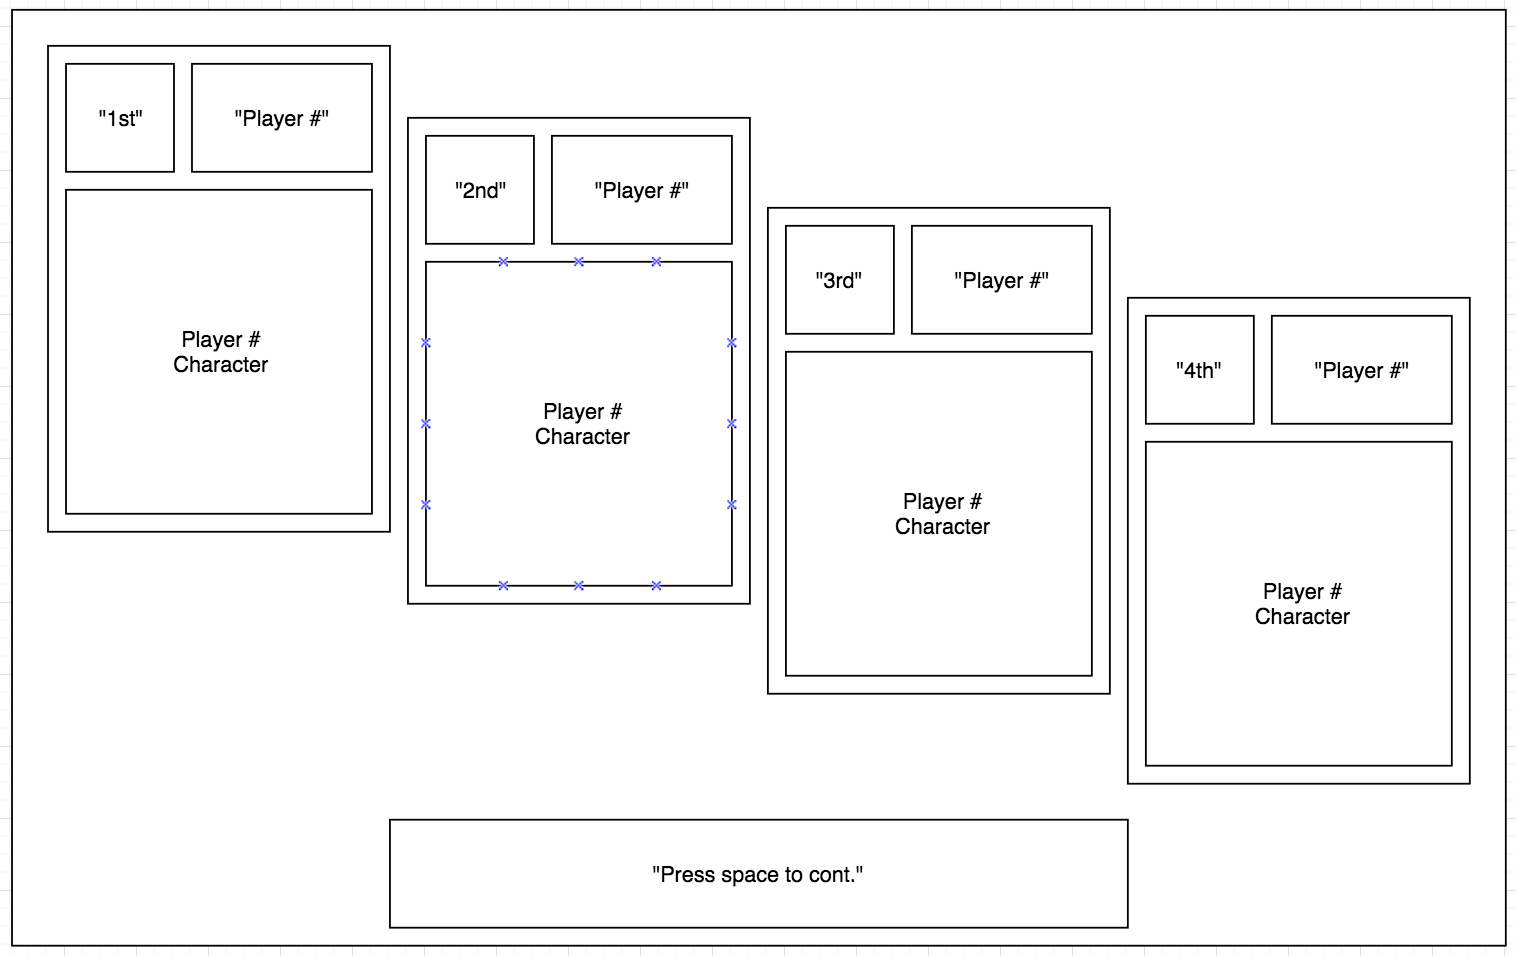 "1st"
"Player #"
Player #
Character
"2nd"
"Player #"
Player #
Character
"3rd"
"Player #"
Player #
Character
"4th"
"Player #"
Player #
Character
"Press space to cont."